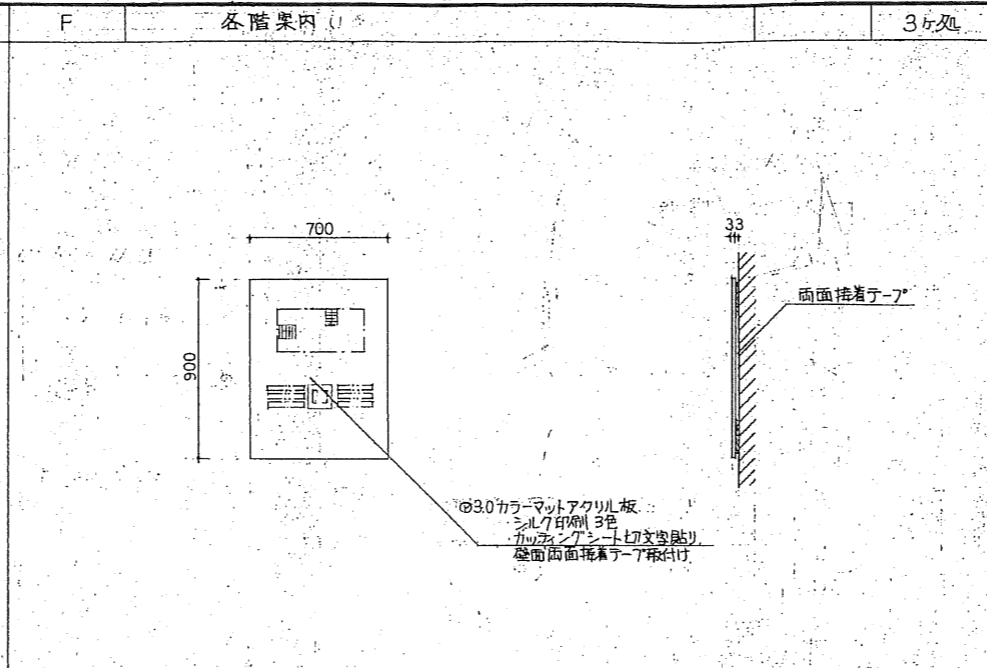 F
各階案内
3ケ処
700
900
33
両面接着テープ
⑦3.0カラーマットアクリル板
シルク印刷 3色
カッティングシート切文字貼り
壁面両面接着テープ取付け